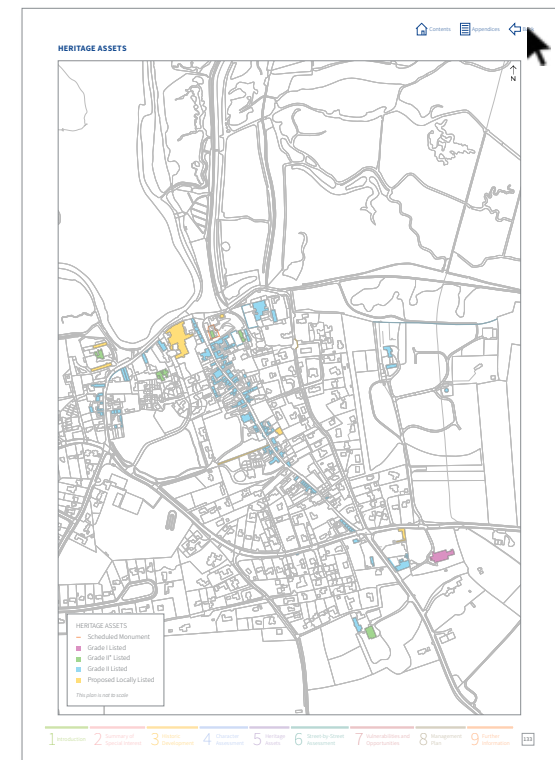 Contents
Appendices
HERITAGE ASSETS
N
HERITAGE ASSETS
Scheduled Monument
Grade I Listed
Grade II* Listed
Grade II Listed
Proposed Locally Listed
This plan is not to scale
1 Introduction
2 Summary of
Special Interest
3 Historic
Development
4 Character
Assessment
5 Heritage
Assets
6 Street by Street
Assessment
7 Vulnerabilities and
Opportunities
8 Management
Plan
9 Further
Information
133